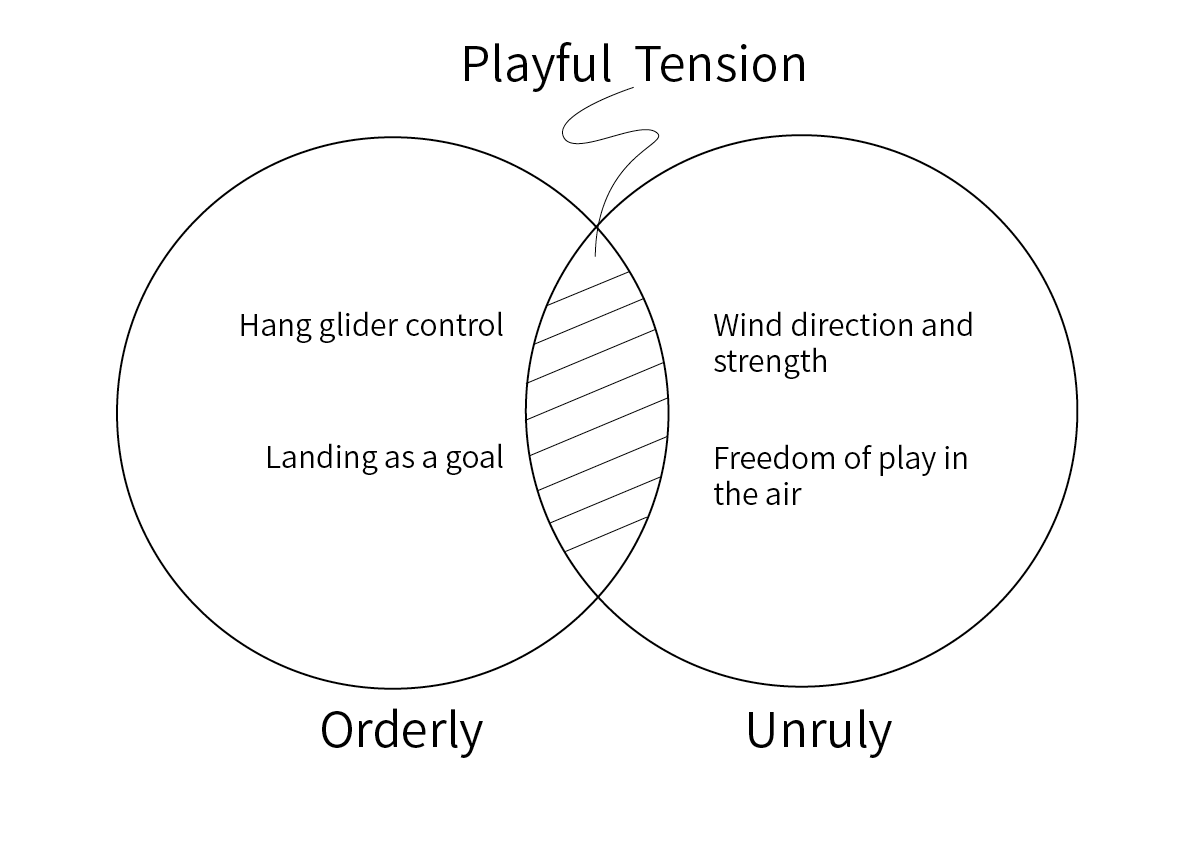 Playful Tension
Hang glider control
Landing as a goal
Wind direction and
strength
Freedom of play in
the air
Orderly
Unruly